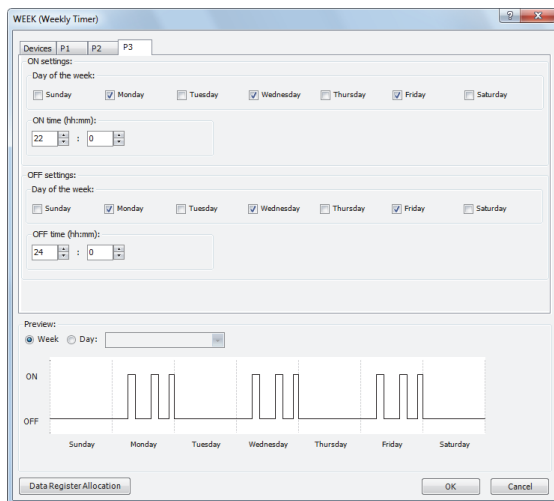 WEEK (Weekly Timer)
Devices P1 P2 P3
ON settings:
Day of the week:
Sunday Monday Tuesday Wednesday Thursday Friday Saturday
ON time (hh:mm):
22 : 0
OFF settings:
Day of the week:
Sunday Monday Tuesday Wednesday Thursday Friday Saturday
OFF time (hh:mm):
24 : 0
Preview:
Week Day:
ON
OFF
Sunday Monday Tuesday Wednesday Thursday Friday Saturday
Data Register Allocation OK Cancel